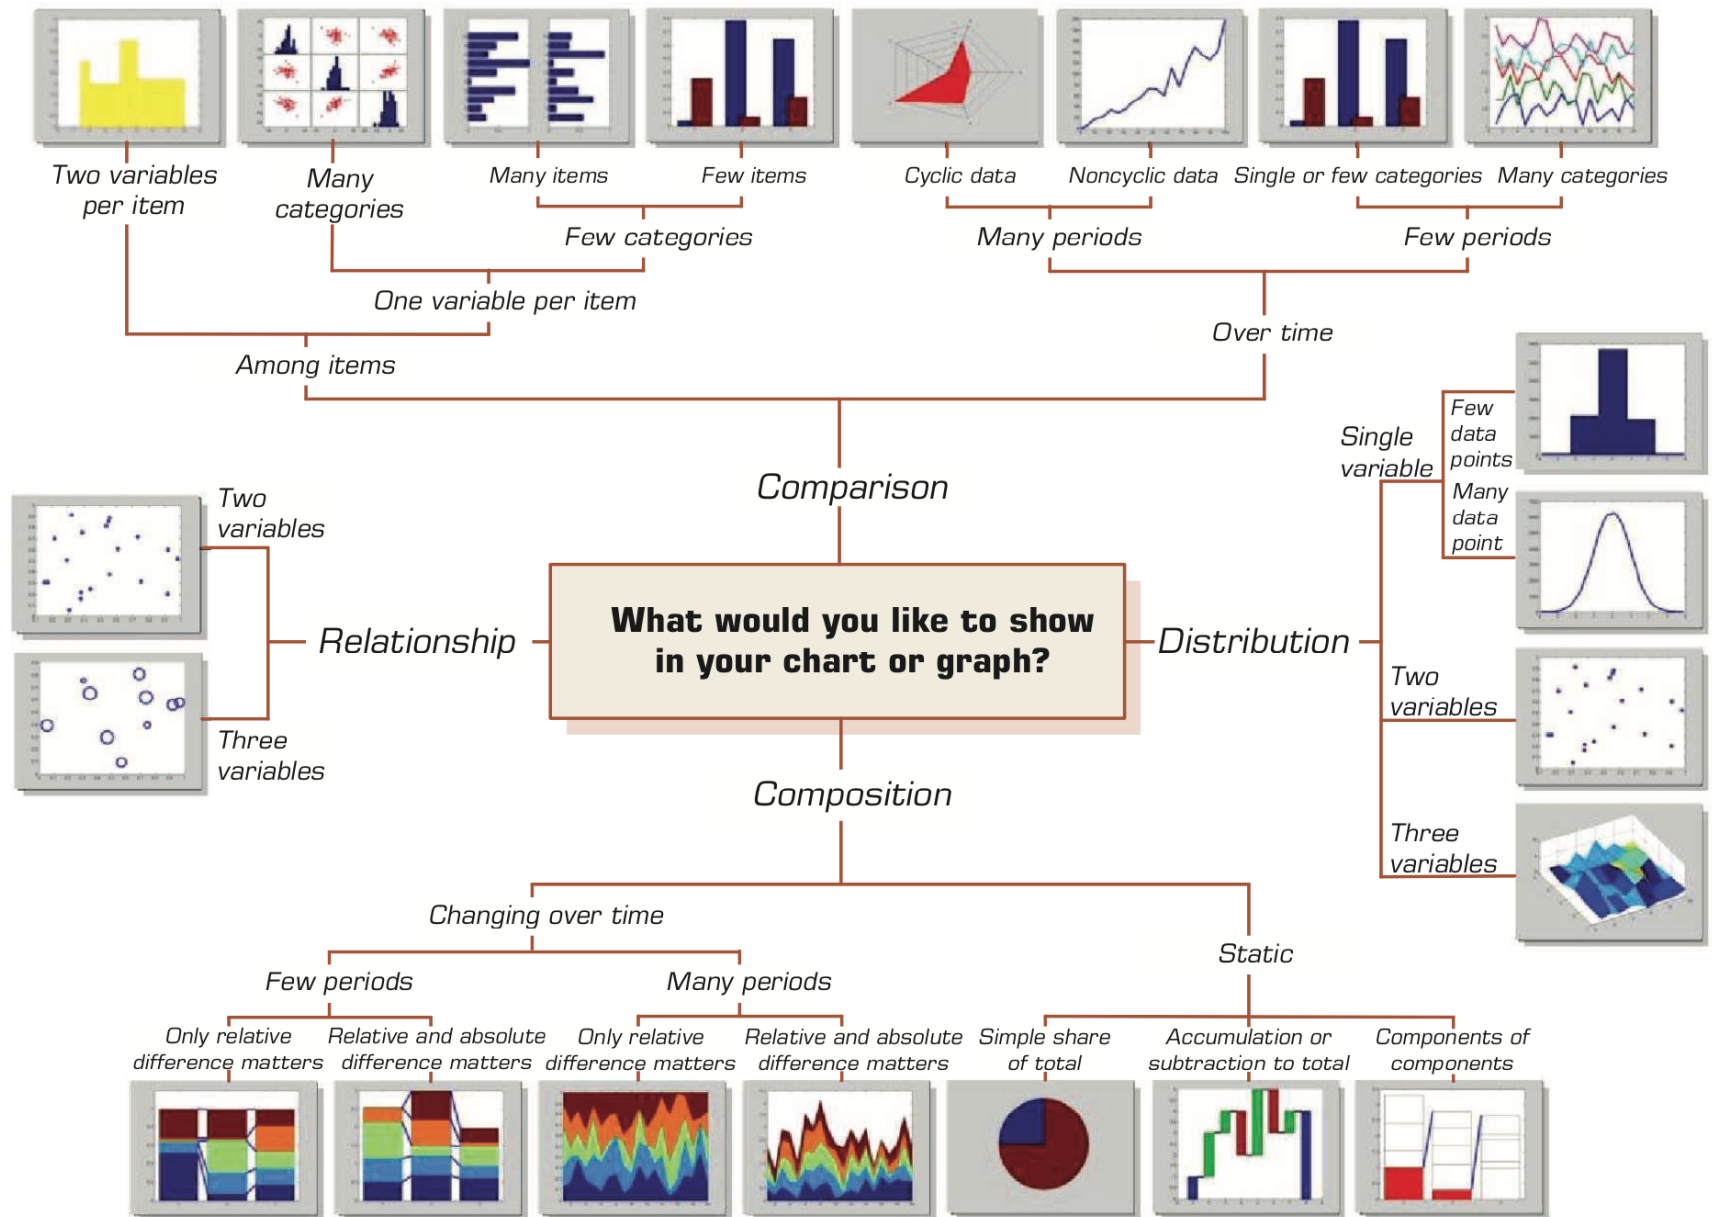 Two variables
per item
Many
categories
Many items
Few items
Cyclic data
Noncyclic data
Single or few categories
Many categories
Few categories
Many periods
Few periods
One variable per item
Over time
Among items
Comparison
Single
variable
Few
data
points
Many
data
point
Two
variables
Three
variables
Relationship
What would you like to show
in your chart or graph?
Distribution
Two
variables
Three
variables
Composition
Changing over time
Static
Few periods
Many periods
Only relative
difference matters
Relative and absolute
difference matters
Only relative
difference matters
Relative and absolute
difference matters
Simple share
of total
Accumulation or
subtraction to total
Components of
components